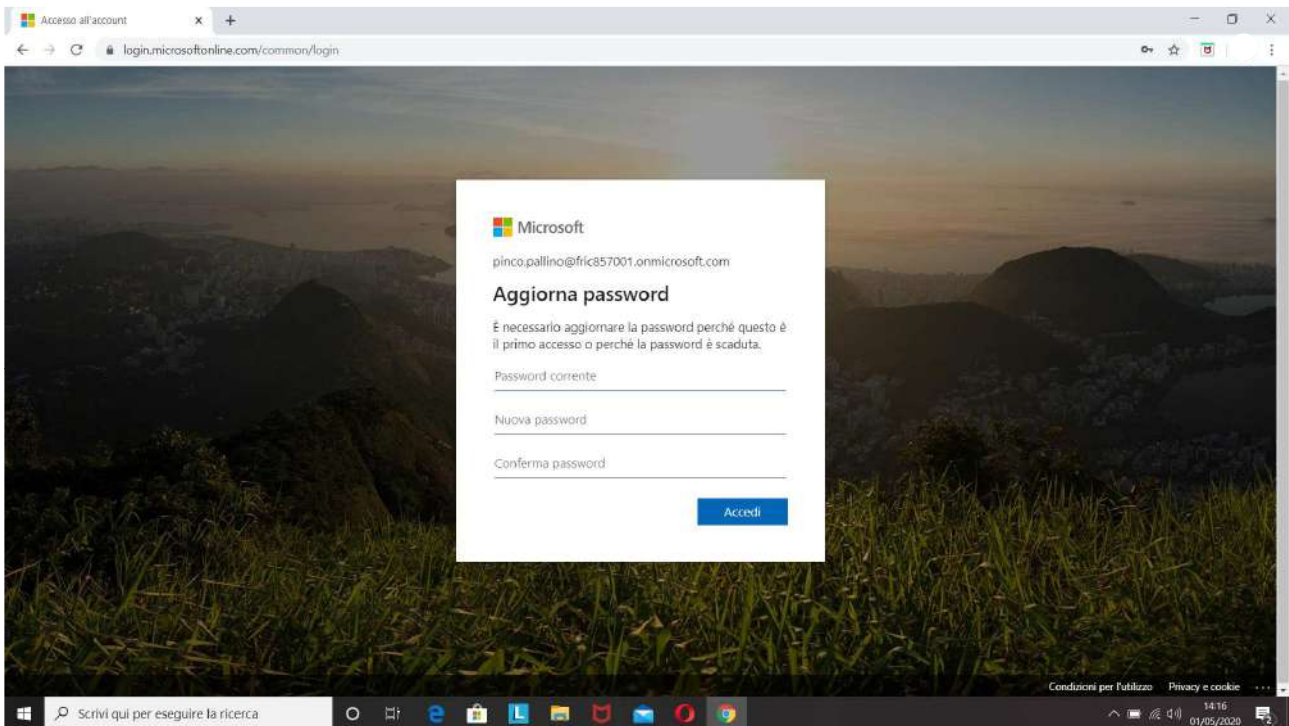 Accesso all'account
login.microsoftonline.com/common/login
Microsoft
pinco.pallino@fric857001.onmicrosoft.com
Aggiorna password
È necessario aggiornare la password perché questo è
il primo accesso o perché la password è scaduta.
Password corrente
Nuova password
Conferma password
Accedi
Condizioni per l'utilizzo Privacy e cookie
Scrivi qui per eseguire la ricerca
L
14:16
01/05/2020